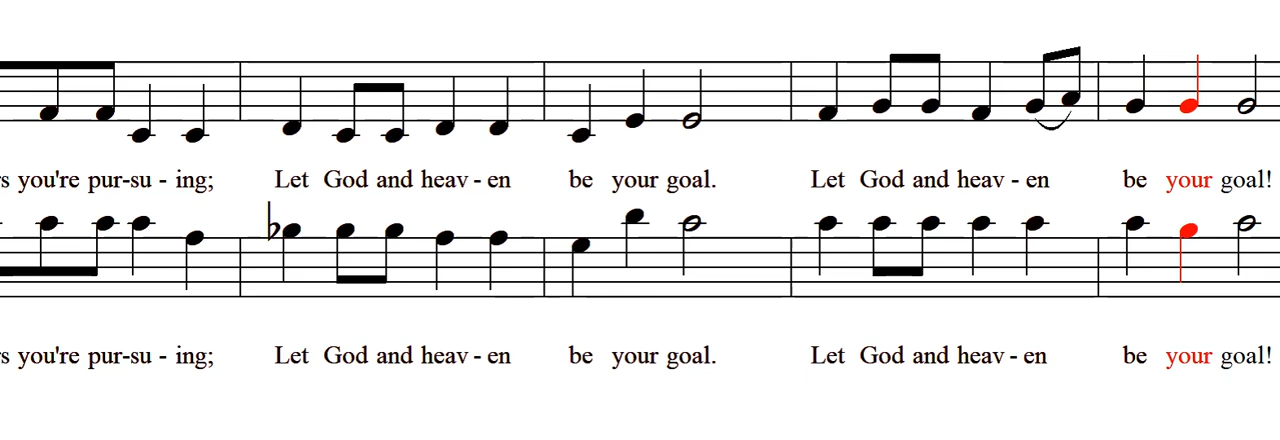 rs you're pur-su - ing; Let God and heav - en be your goal. Let God and heav - en be your goal!
rs you're pur-su - ing; Let God and heav - en be your goal. Let God and heav - en be your goal!